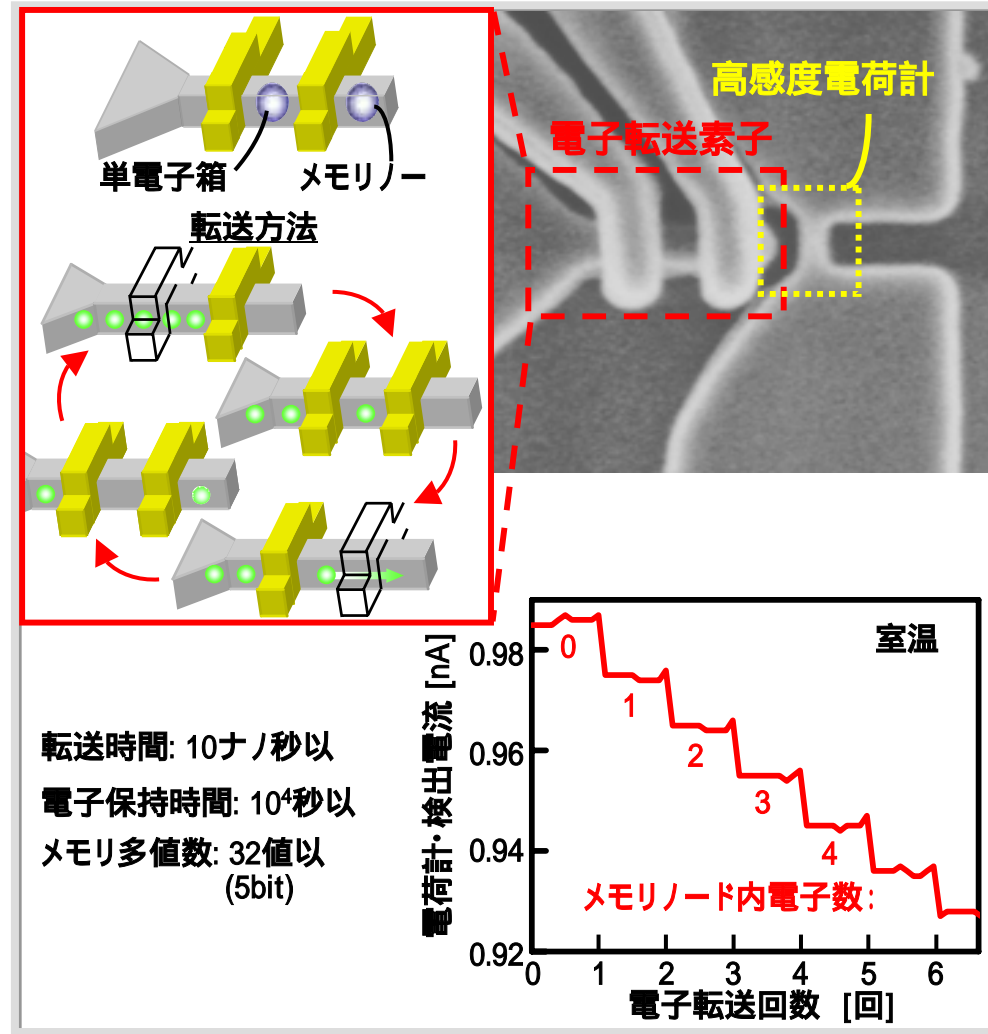 高感度電荷計
電子転送素子
単電子箱
メモリノー
転送方法
転送時間: 10ナノ秒以
電子保持時間: 10⁴秒以
メモリ多値数: 32値以
(5bit)
室温
電荷計・検出電流 [nA]
0.98
0.96
0.94
0.92
0
1
2
3
4
メモリノード内電子数:
0 1 2 3 4 5 6
電子転送回数 [回]